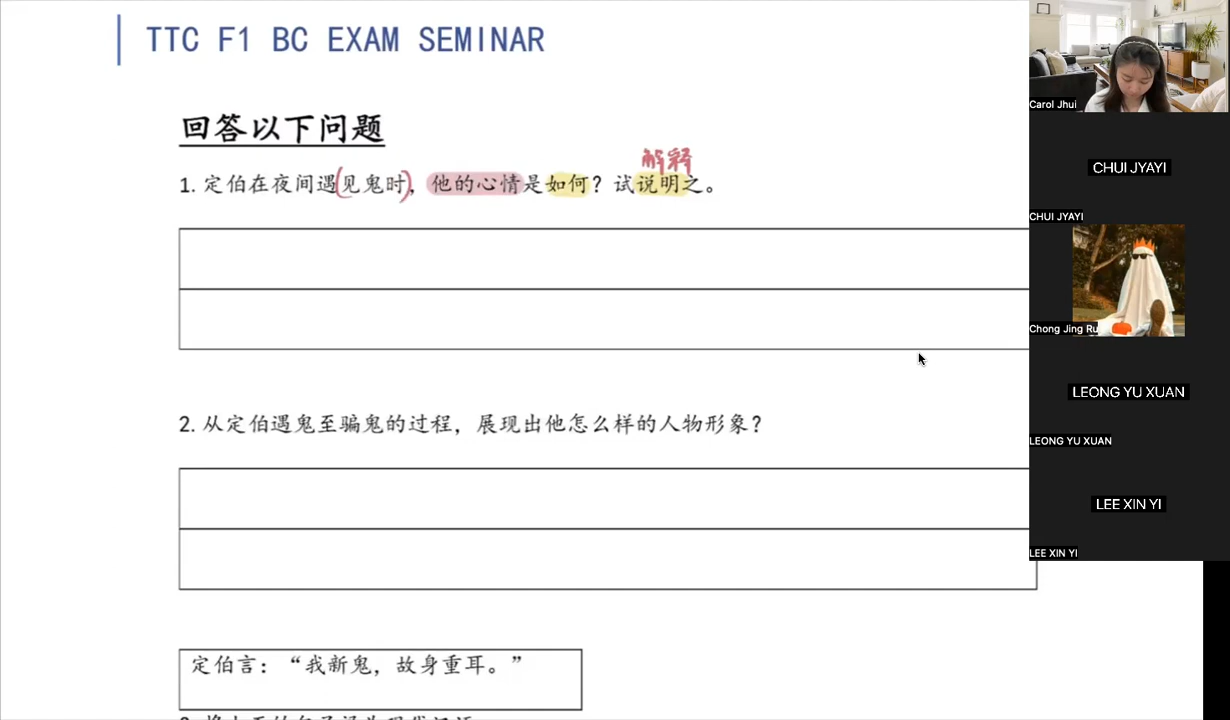 TTC F1 BC EXAM SEMINAR
回答以下问题
解释
1. 定伯在夜间遇(见鬼时)，他的心情是如何？试说明之。
2. 从定伯遇鬼至骗鬼的过程，展现出他怎么样的人物形象？
定伯言：“我新鬼，故身重耳。”
Carol Jhui
CHUI JYAYI
CHUI JYAYI
Chong Jing Ru
LEONG YU XUAN
LEONG YU XUAN
LEE XIN YI
LEE XIN YI